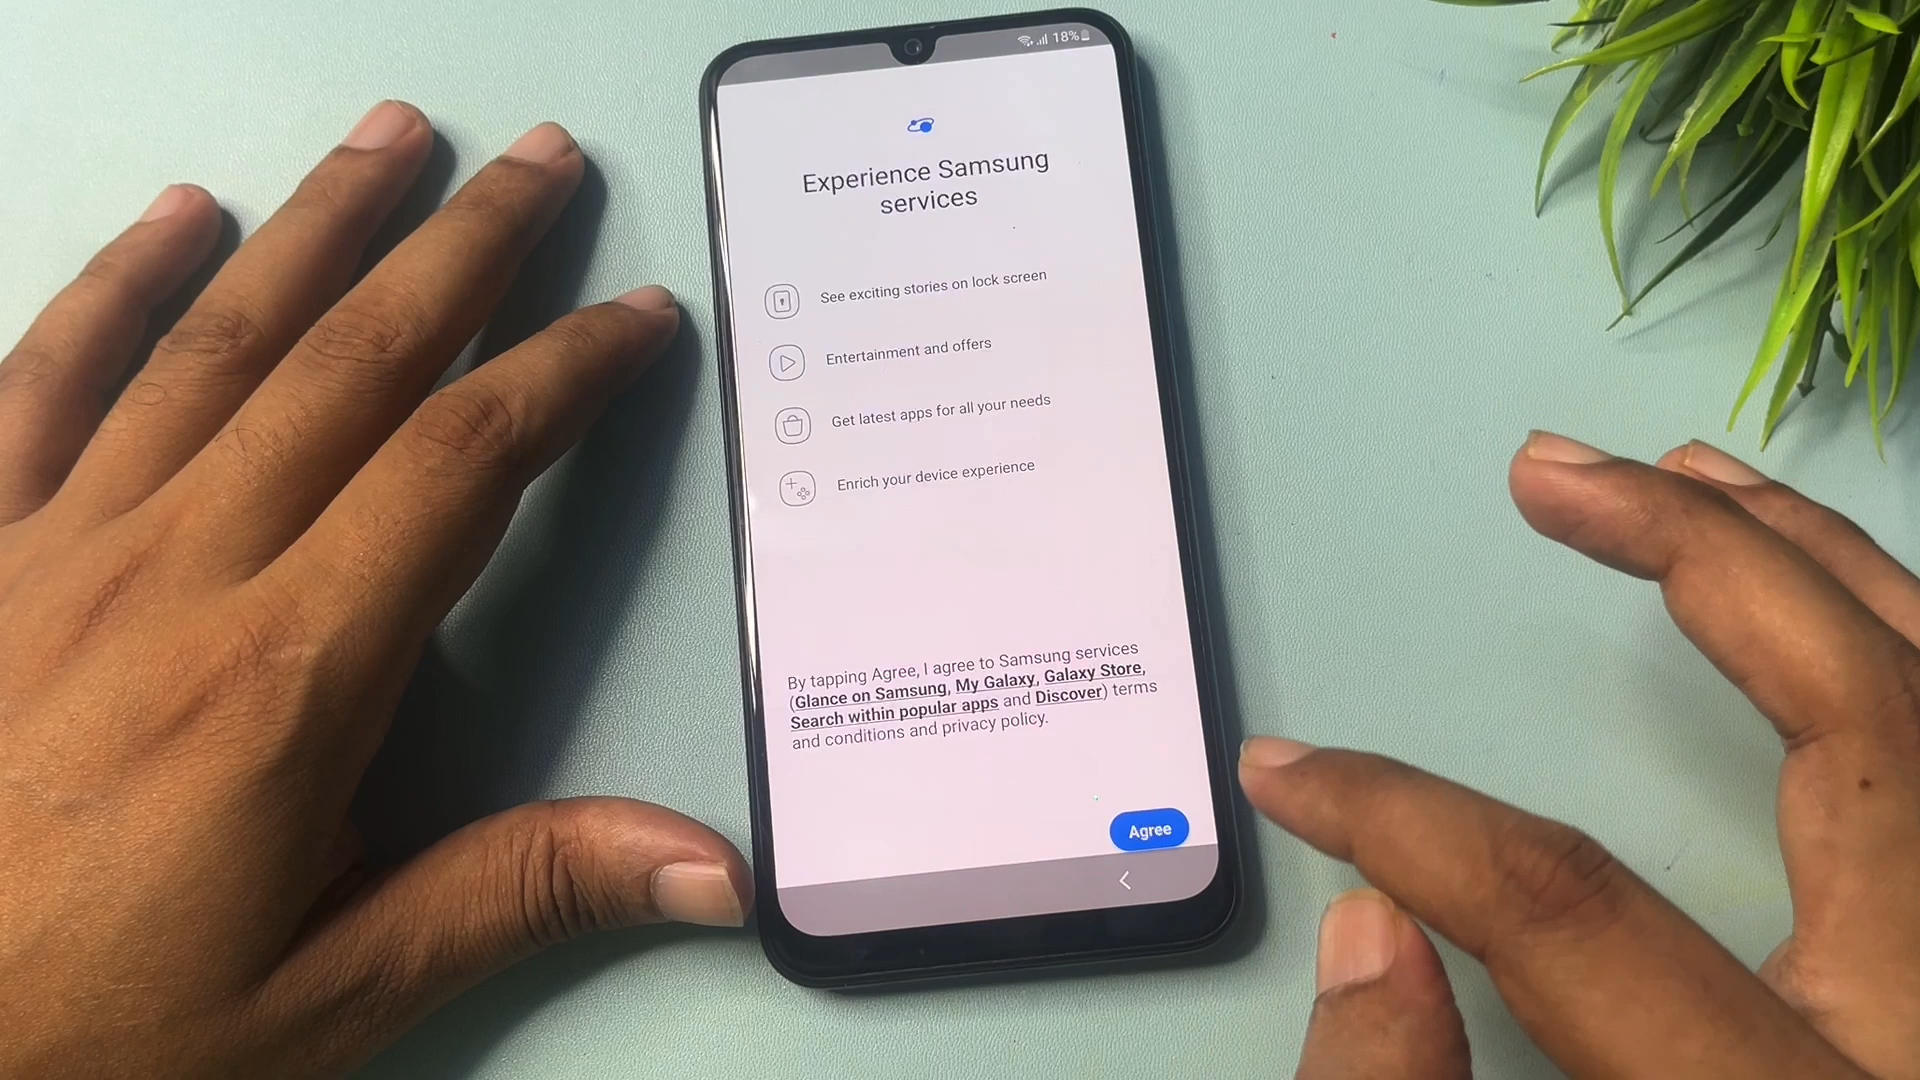 18%
Experience Samsung
services
See exciting stories on lock screen
Entertainment and offers
Get latest apps for all your needs
Enrich your device experience
By tapping Agree, I agree to Samsung services
(Glance on Samsung, My Galaxy, Galaxy Store,
Search within popular apps and Discover) terms
and conditions and privacy policy.
Agree